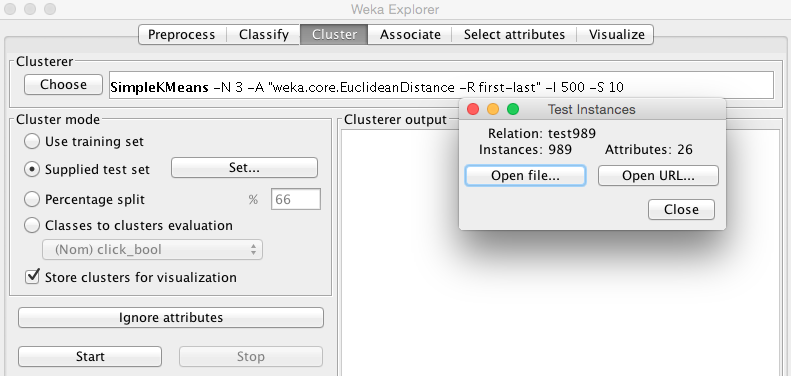 Weka Explorer
Preprocess Classify Cluster Associate Select attributes Visualize
Clusterer
Choose SimpleKMeans -N 3 -A "weka.core.EuclideanDistance -R first-last" -I 500 -S 10
Cluster mode
Use training set
Supplied test set Set...
Percentage split % 66
Classes to clusters evaluation
(Nom) click_bool
Store clusters for visualization
Ignore attributes
Start Stop
Clusterer output
Test Instances
Relation: test989
Instances: 989 Attributes: 26
Open file... Open URL...
Close